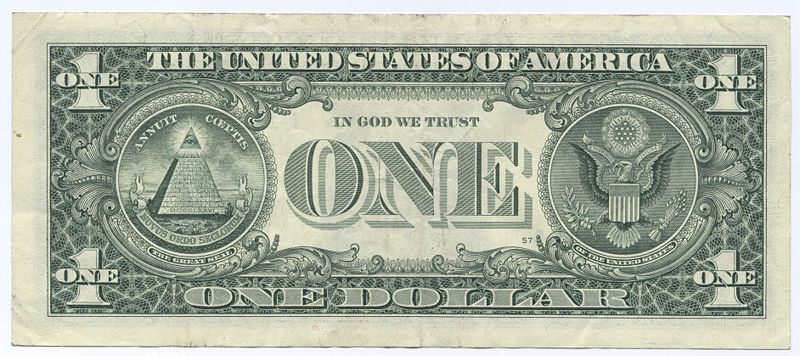 THE UNITED STATES OF AMERICA
1
ONE
1
ONE
ANNUIT CŒPTIS
IN GOD WE TRUST
ONE
NOVUS ORDO SECLORUM
57
THE GREAT SEAL
OF THE UNITED STATES
1
ONE
1
ONE
ONE DOLLAR